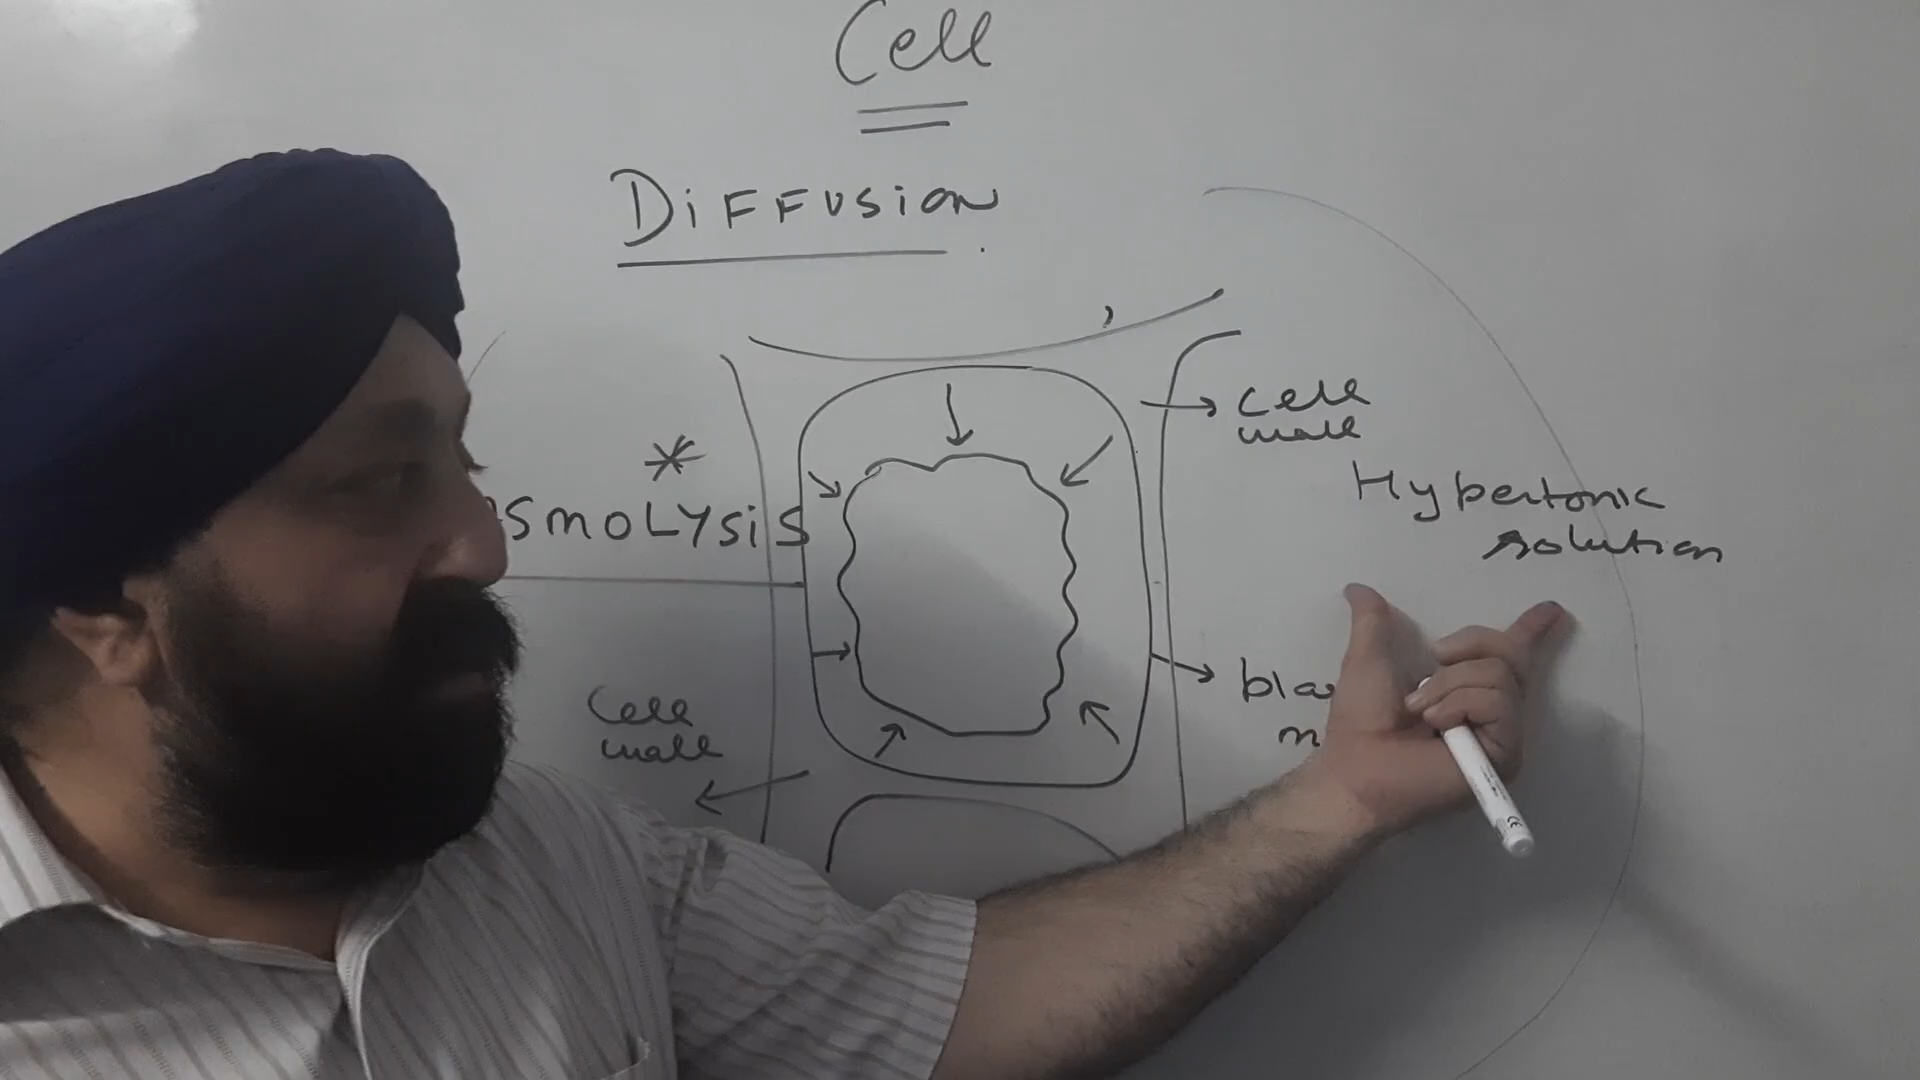 Cell
DiFFUSiON
cell
wall
Hypertonic
solution
SMOLYSiS
Cell
wall